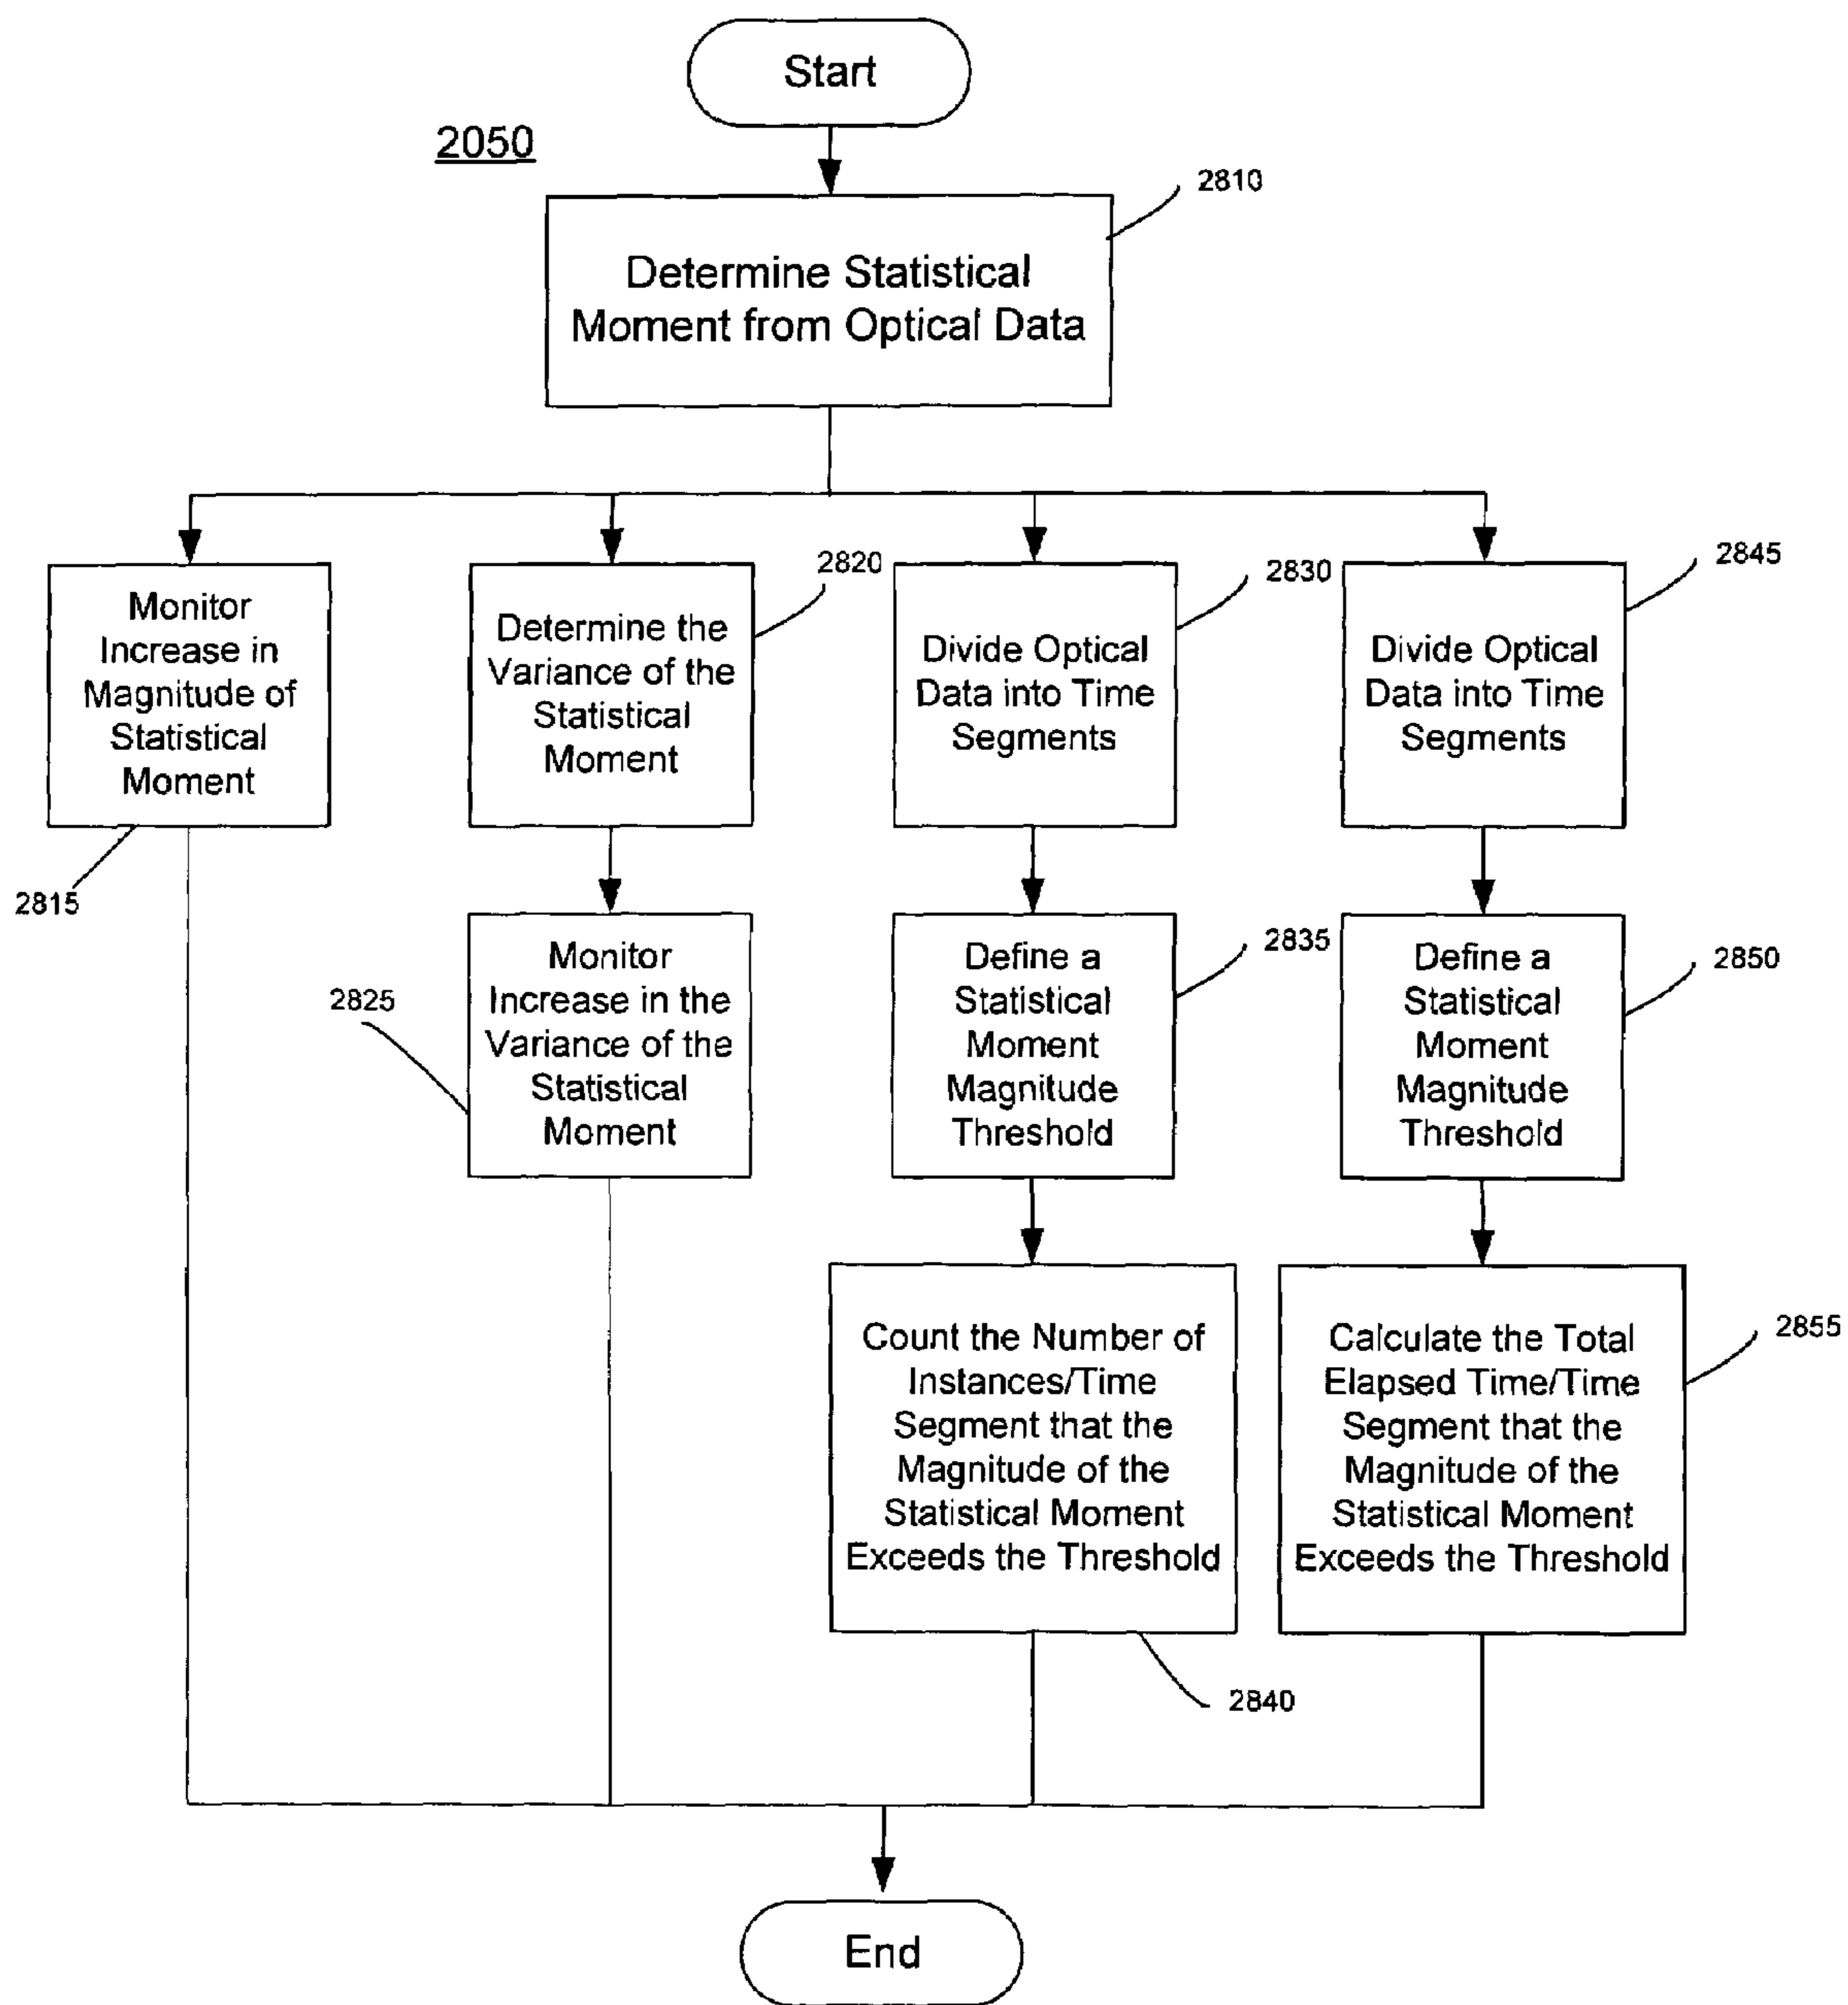 Start
2050
2810
Determine Statistical
Moment from Optical Data
Monitor
Increase in
Magnitude of
Statistical
Moment
2815
2820
Determine the
Variance of the
Statistical
Moment
2830
Divide Optical
Data into Time
Segments
2845
Divide Optical
Data into Time
Segments
2825
Monitor
Increase in the
Variance of the
Statistical
Moment
2835
Define a
Statistical
Moment
Magnitude
Threshold
2850
Define a
Statistical
Moment
Magnitude
Threshold
Count the Number of
Instances/Time
Segment that the
Magnitude of the
Statistical Moment
Exceeds the Threshold
2840
2855
Calculate the Total
Elapsed Time/Time
Segment that the
Magnitude of the
Statistical Moment
Exceeds the Threshold
End